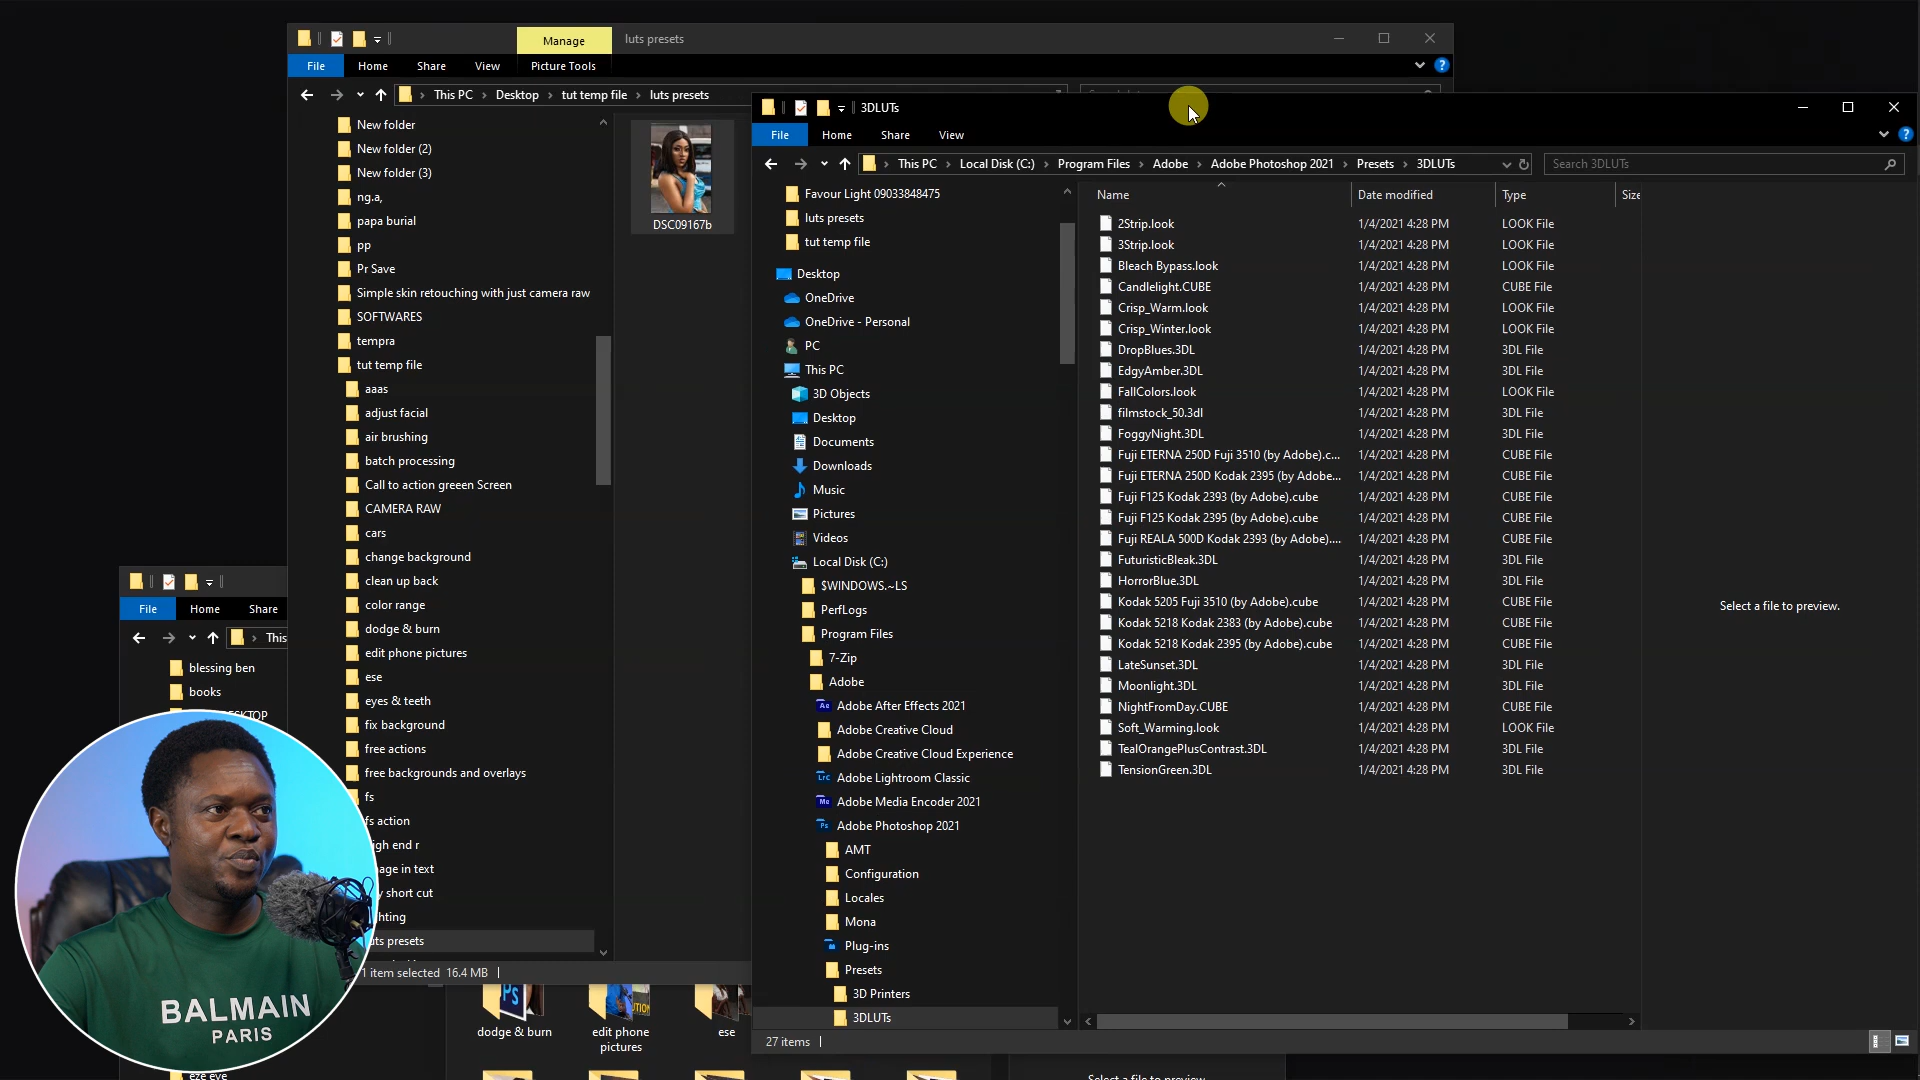 Manage
luts presets
File
Home
Share
View
Picture Tools
This PC
Desktop
tut temp file
luts presets
New folder
New folder (2)
New folder (3)
ng.a,
papa burial
pp
Pr Save
Simple skin retouching with just camera raw
SOFTWARES
tempra
tut temp file
aaas
adjust facial
air brushing
batch processing
Call to action greeen Screen
CAMERA RAW
cars
change background
clean up back
color range
dodge & burn
edit phone pictures
ese
eyes & teeth
fix background
free actions
free backgrounds and overlays
fs
fs action
igh end r
age in text
y short cut
hting
uts presets
1 item selected 16.4 MB
DSC09167b
3DLUTs
File
Home
Share
View
This PC
Local Disk (C:)
Program Files
Adobe
Adobe Photoshop 2021
Presets
3DLUTs
Search 3DLUTs
Favour Light 09033848475
luts presets
tut temp file
Desktop
OneDrive
OneDrive - Personal
PC
This PC
3D Objects
Desktop
Documents
Downloads
Music
Pictures
Videos
Local Disk (C:)
$WINDOWS.~LS
PerfLogs
Program Files
7-Zip
Adobe
Adobe After Effects 2021
Adobe Creative Cloud
Adobe Creative Cloud Experience
Adobe Lightroom Classic
Adobe Media Encoder 2021
Adobe Photoshop 2021
AMT
Configuration
Locales
Mona
Plug-ins
Presets
3D Printers
3DLUTs
27 items
Name Date modified Type Size
2Strip.look 1/4/2021 4:28 PM LOOK File
3Strip.look 1/4/2021 4:28 PM LOOK File
Bleach Bypass.look 1/4/2021 4:28 PM LOOK File
Candlelight.CUBE 1/4/2021 4:28 PM CUBE File
Crisp_Warm.look 1/4/2021 4:28 PM LOOK File
Crisp_Winter.look 1/4/2021 4:28 PM LOOK File
DropBlues.3DL 1/4/2021 4:28 PM 3DL File
EdgyAmber.3DL 1/4/2021 4:28 PM 3DL File
FallColors.look 1/4/2021 4:28 PM LOOK File
filmstock_50.3dl 1/4/2021 4:28 PM 3DL File
FoggyNight.3DL 1/4/2021 4:28 PM 3DL File
Fuji ETERNA 250D Fuji 3510 (by Adobe).c... 1/4/2021 4:28 PM CUBE File
Fuji ETERNA 250D Kodak 2395 (by Adobe... 1/4/2021 4:28 PM CUBE File
Fuji F125 Kodak 2393 (by Adobe).cube 1/4/2021 4:28 PM CUBE File
Fuji F125 Kodak 2395 (by Adobe).cube 1/4/2021 4:28 PM CUBE File
Fuji REALA 500D Kodak 2393 (by Adobe).... 1/4/2021 4:28 PM CUBE File
FuturisticBleak.3DL 1/4/2021 4:28 PM 3DL File
HorrorBlue.3DL 1/4/2021 4:28 PM 3DL File
Kodak 5205 Fuji 3510 (by Adobe).cube 1/4/2021 4:28 PM CUBE File
Kodak 5218 Kodak 2383 (by Adobe).cube 1/4/2021 4:28 PM CUBE File
Kodak 5218 Kodak 2395 (by Adobe).cube 1/4/2021 4:28 PM CUBE File
LateSunset.3DL 1/4/2021 4:28 PM 3DL File
Moonlight.3DL 1/4/2021 4:28 PM 3DL File
NightFromDay.CUBE 1/4/2021 4:28 PM CUBE File
Soft_Warming.look 1/4/2021 4:28 PM LOOK File
TealOrangePlusContrast.3DL 1/4/2021 4:28 PM 3DL File
TensionGreen.3DL 1/4/2021 4:28 PM 3DL File
Select a file to preview.
File
Home
Share
This
blessing ben
books
DESKTOP
BALMAIN
PARIS
dodge & burn
edit phone
pictures
ese
Select a file to preview.